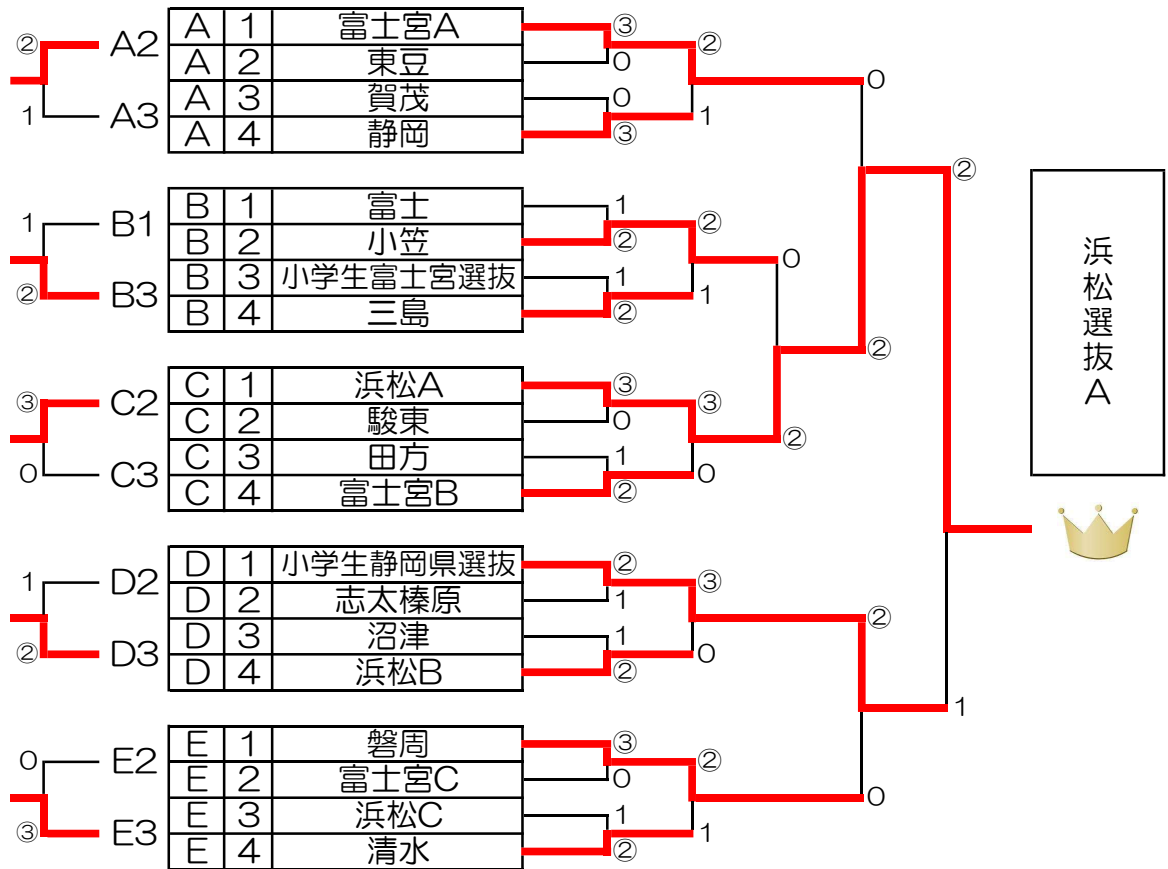 ② A2 A 1 富士宮A ③ ②
A 2 東豆 0 0
1 A3 A 3 賀茂 0 1
A 4 静岡 ③
②
1 B1 B 1 富士 1 ②
B 2 小笠 ② 0
② B3 B 3 小学生富士宮選抜 1 1
B 4 三島 ②
②
③ C2 C 1 浜松A ③ ③
C 2 駿東 0 ②
0 C3 C 3 田方 1 0
C 4 富士宮B ②
浜松選抜A
1 D2 D 1 小学生静岡県選抜 ② ③
D 2 志太榛原 1 ②
② D3 D 3 沼津 1 0
D 4 浜松B ②
1
0 E2 E 1 磐周 ③ ②
E 2 富士宮C 0 0
③ E3 E 3 浜松C 1 1
E 4 清水 ②